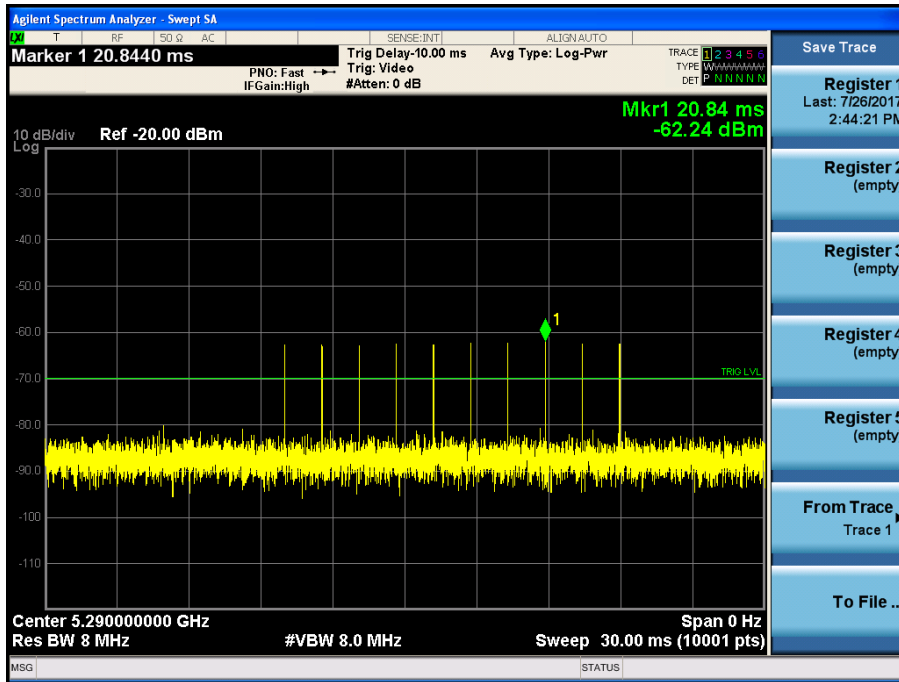 Agilent Spectrum Analyzer - Swept SA
LXI T RF 50 Ω AC SENSE:INT ALIGN AUTO
Marker 1 20.8440 ms
PNO: Fast
IFGain:High
Trig Delay-10.00 ms
Trig: Video
#Atten: 0 dB
Avg Type: Log-Pwr
TRACE 1 2 3 4 5 6
TYPE WWWWWW
DET P N N N N N
Mkr1 20.84 ms
-62.24 dBm
10 dB/div
Log
Ref -20.00 dBm
-30.0
-40.0
-50.0
-60.0
-70.0
-80.0
-90.0
-100
-110
1
TRIG LVL
Center 5.290000000 GHz
Span 0 Hz
Res BW 8 MHz
#VBW 8.0 MHz
Sweep 30.00 ms (10001 pts)
MSG
STATUS
Save Trace
Register 1
Last: 7/26/2017
2:44:21 PM
Register 2
(empty
Register 3
(empty
Register 4
(empty
Register 5
(empty
From Trace
Trace 1
To File ..